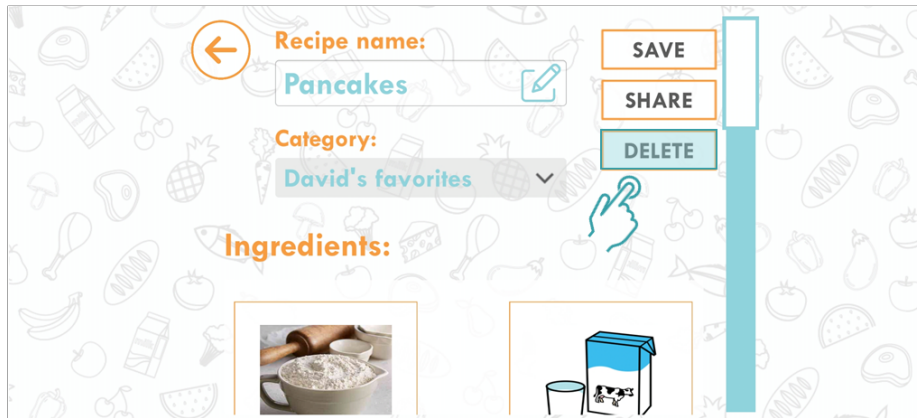 Recipe name:
Pancakes
Category:
David's favorites
SAVE
SHARE
DELETE
Ingredients: